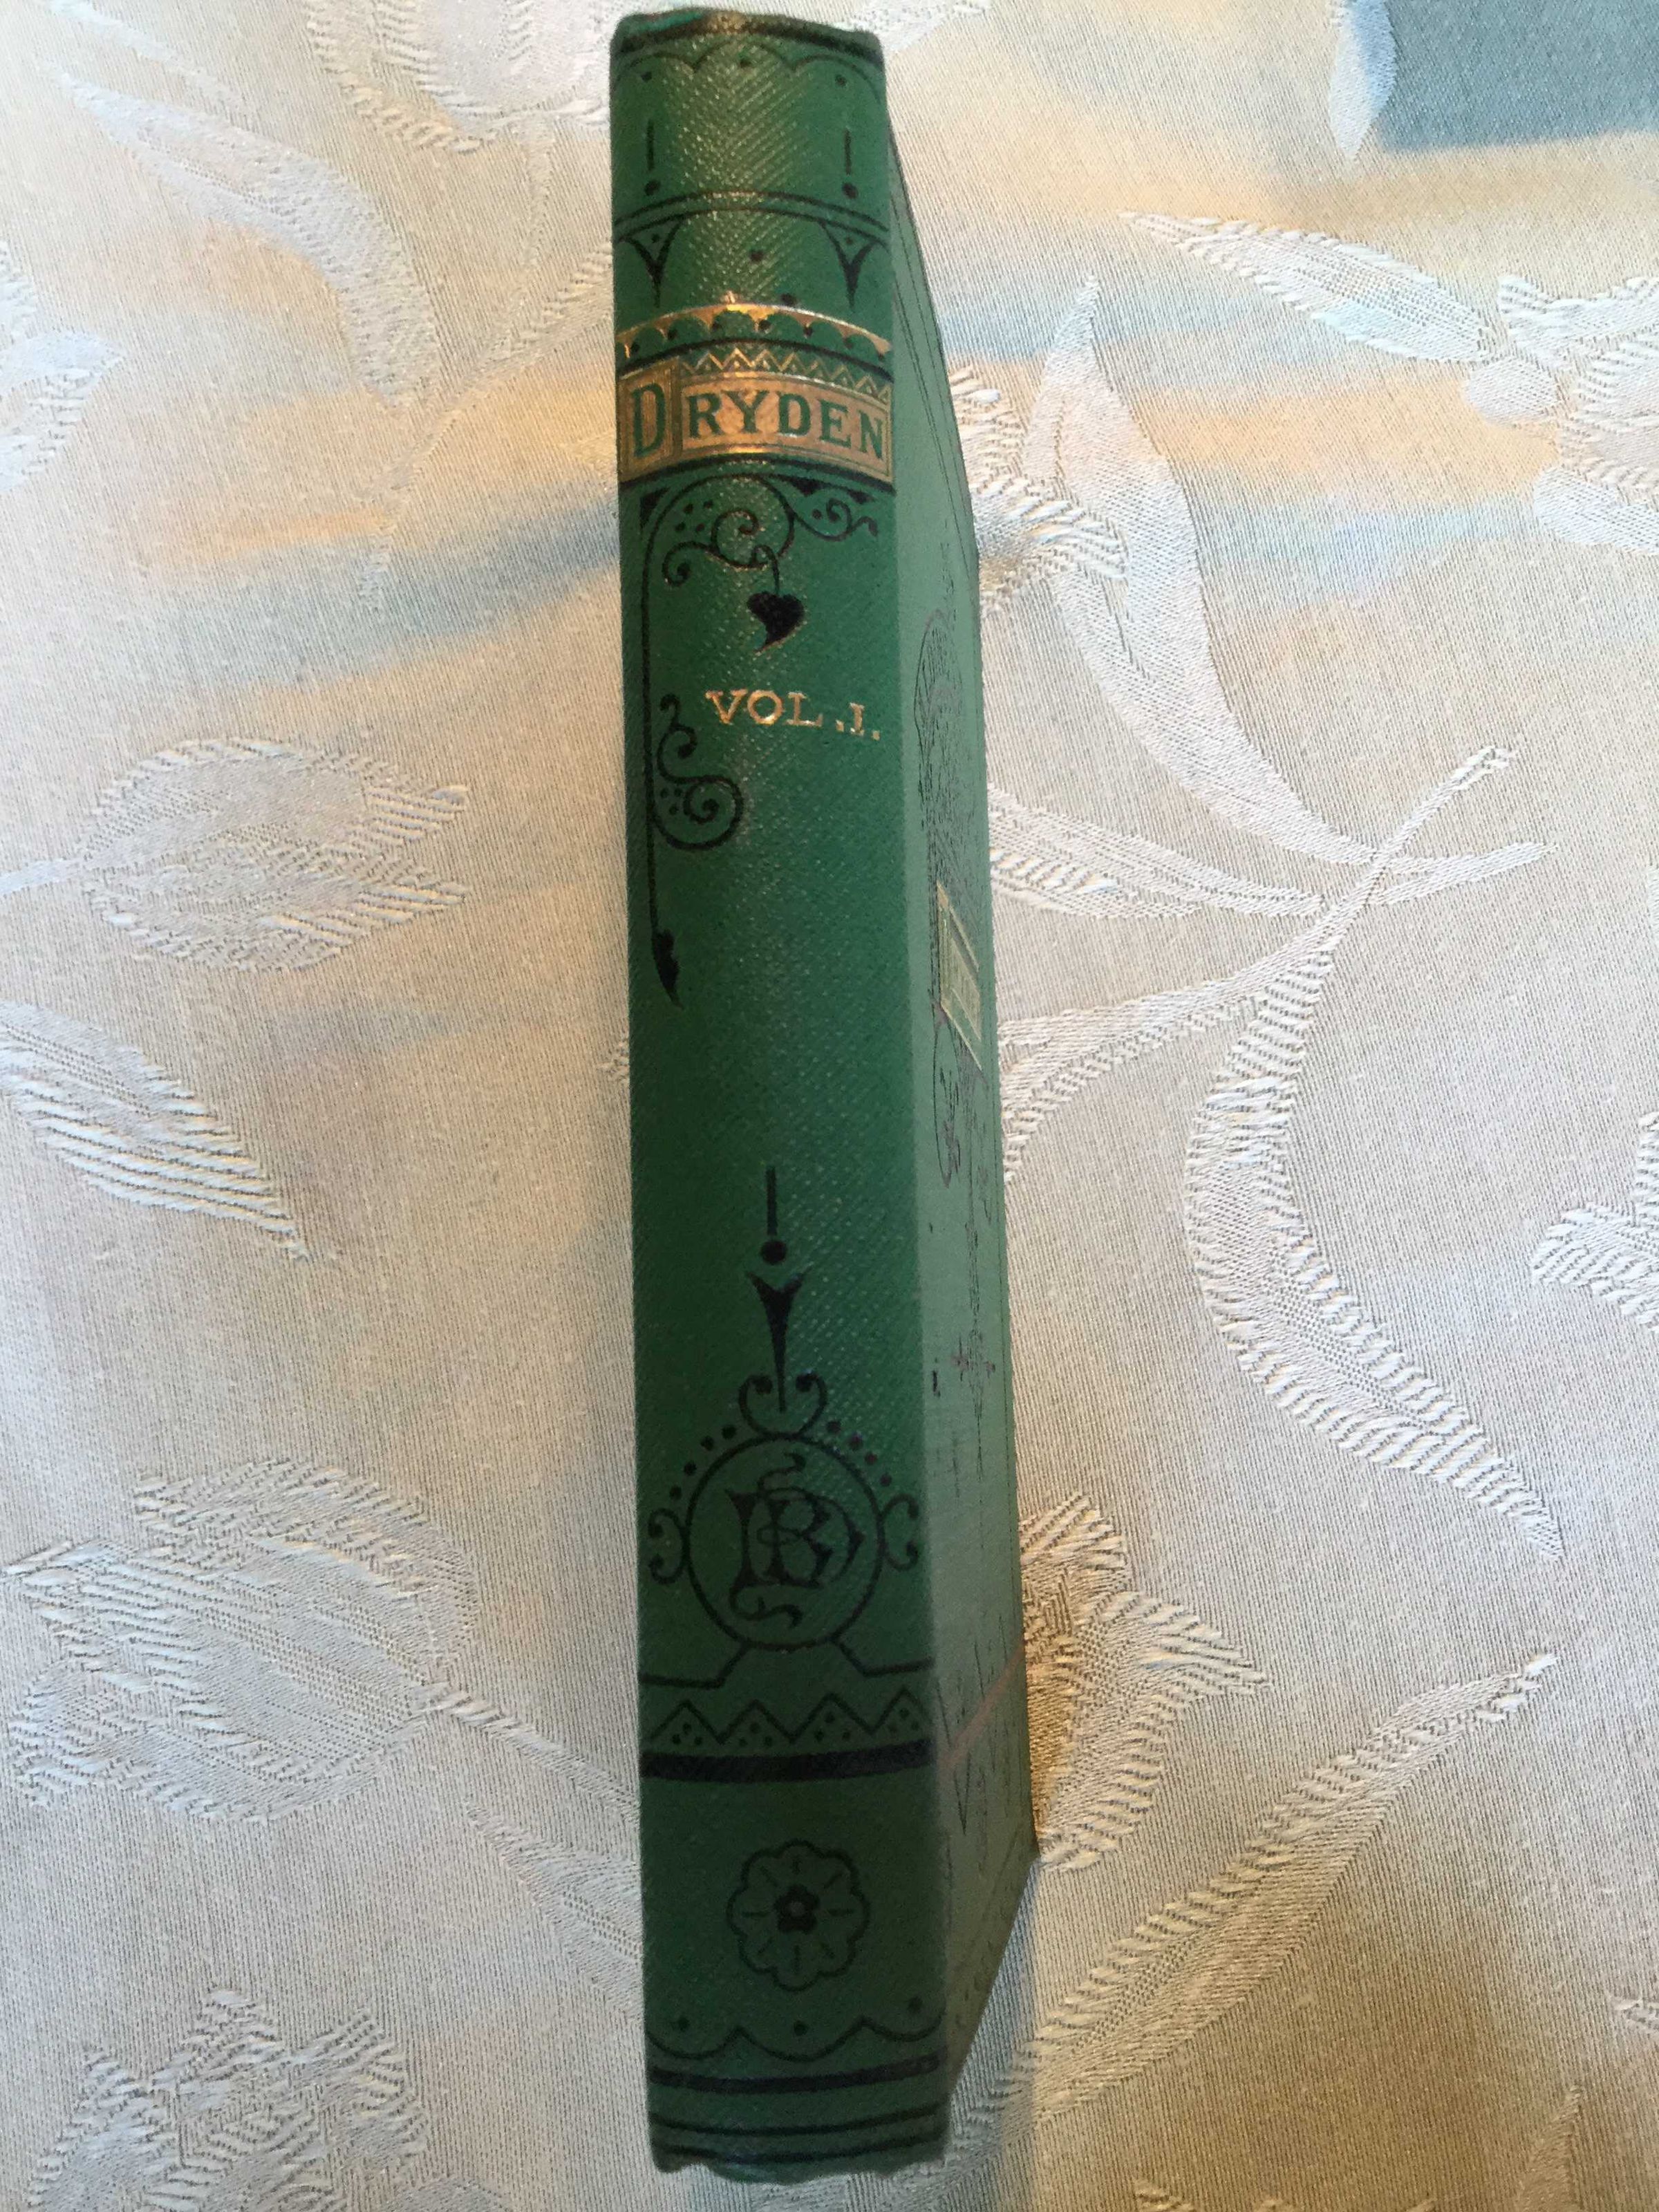 DRYDEN
VOL. I.